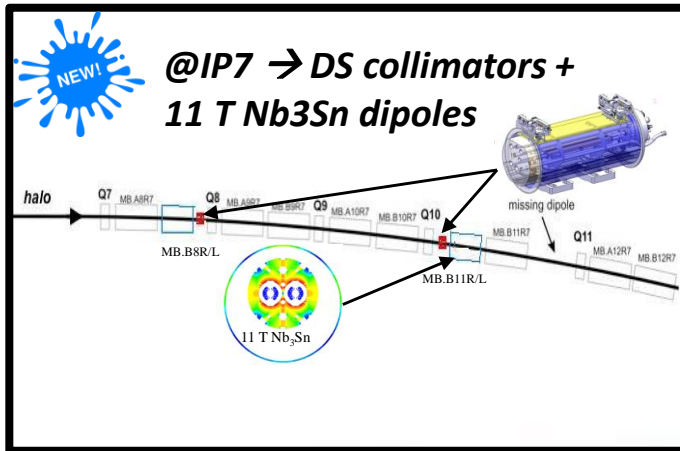 NEW!
@IP7 → DS collimators +
11 T Nb3Sn dipoles
halo
Q7
MB.A8R7
Q8
MB.A9R7
MB.B9R7
Q9
MB.A10R7
MB.B10R7
Q10
MB.B11R7
missing dipole
Q11
MB.A12R7
MB.B12R7
MB.B8R/L
MB.B11R/L
11 T Nb₃Sn